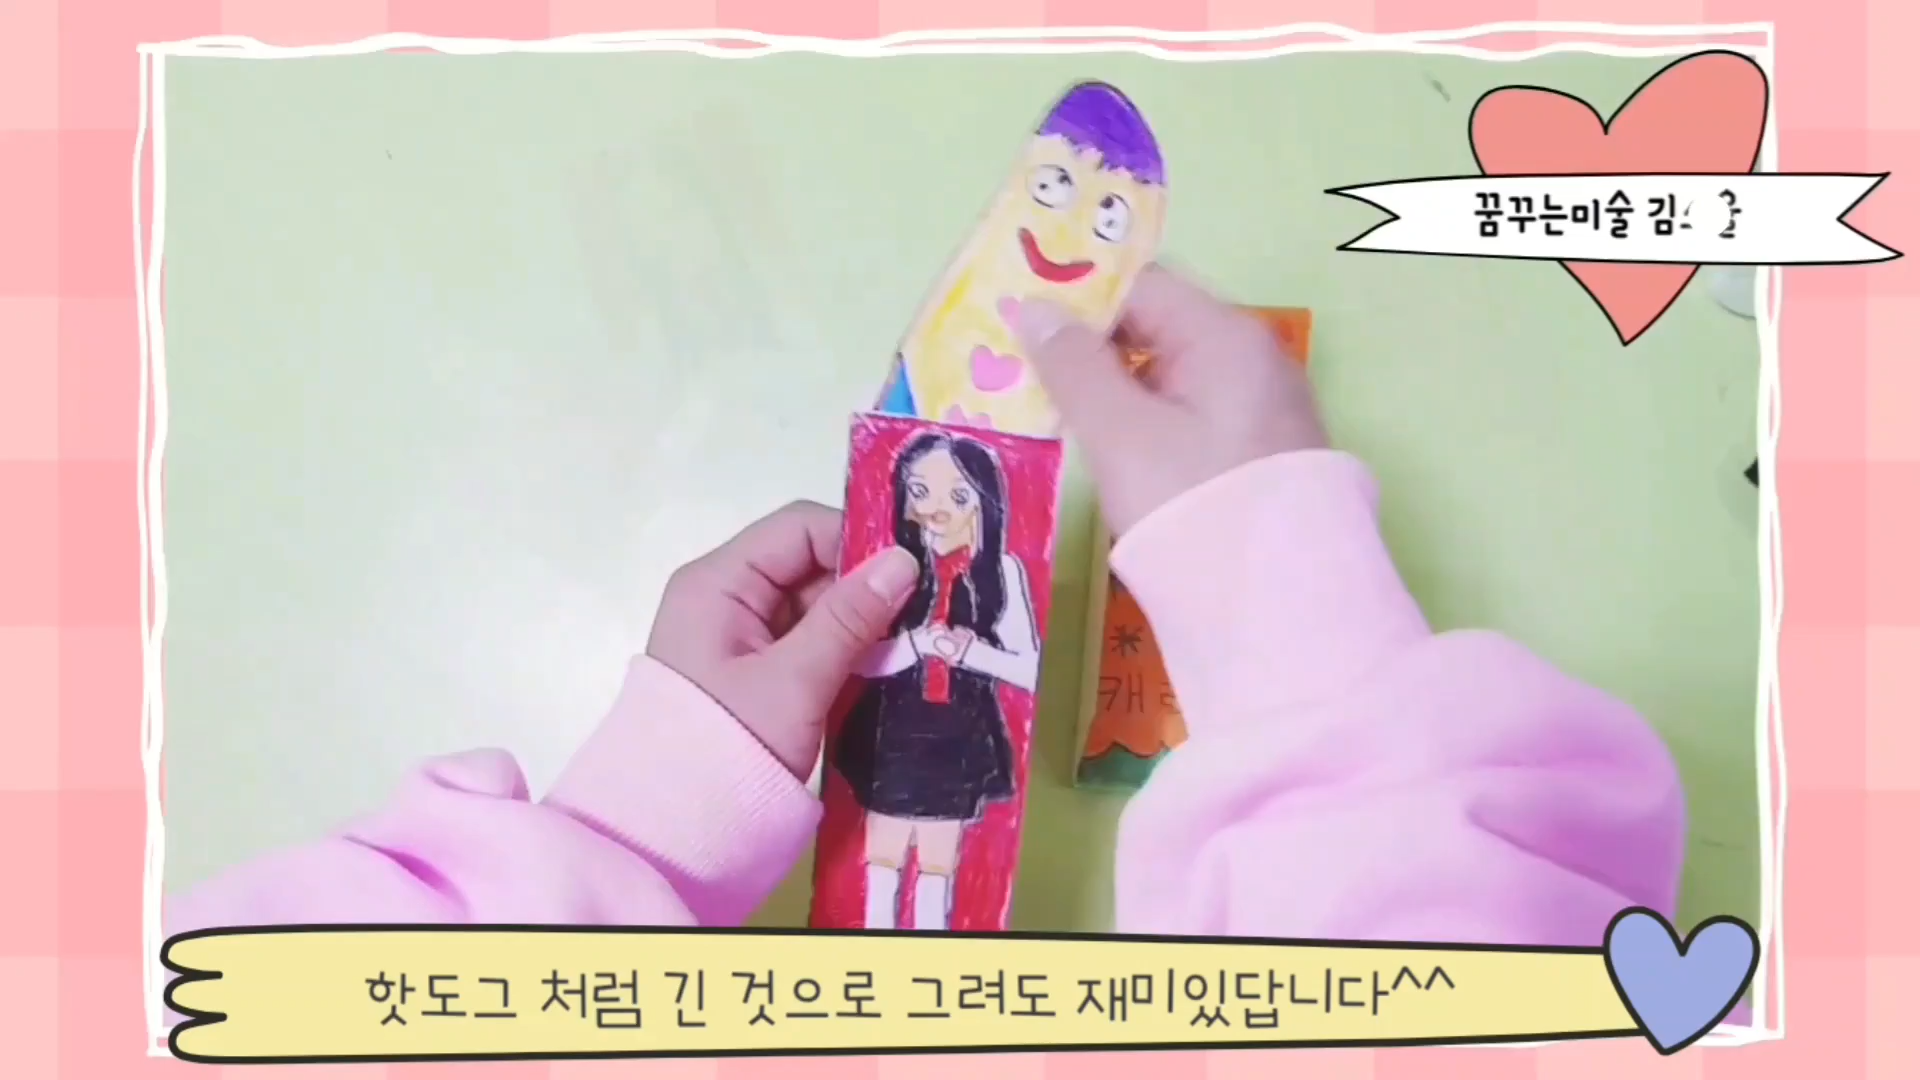 꿈꾸는미술 김
캐
핫도그 처럼 긴 것으로 그려도 재미있답니다^^